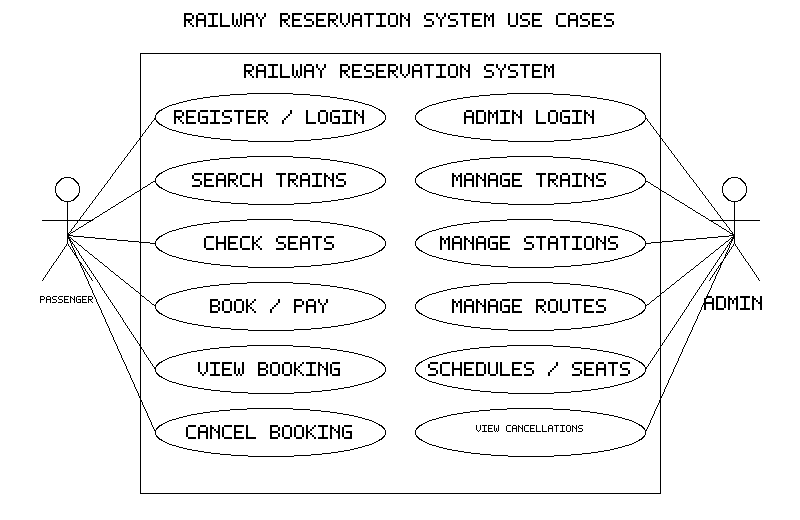 RAILWAY RESERVATION SYSTEM USE CASES
RAILWAY RESERVATION SYSTEM
REGISTER / LOGIN
ADMIN LOGIN
SEARCH TRAINS
MANAGE TRAINS
CHECK SEATS
MANAGE STATIONS
PASSENGER
BOOK / PAY
MANAGE ROUTES
ADMIN
VIEW BOOKING
SCHEDULES / SEATS
CANCEL BOOKING
VIEW CANCELLATIONS